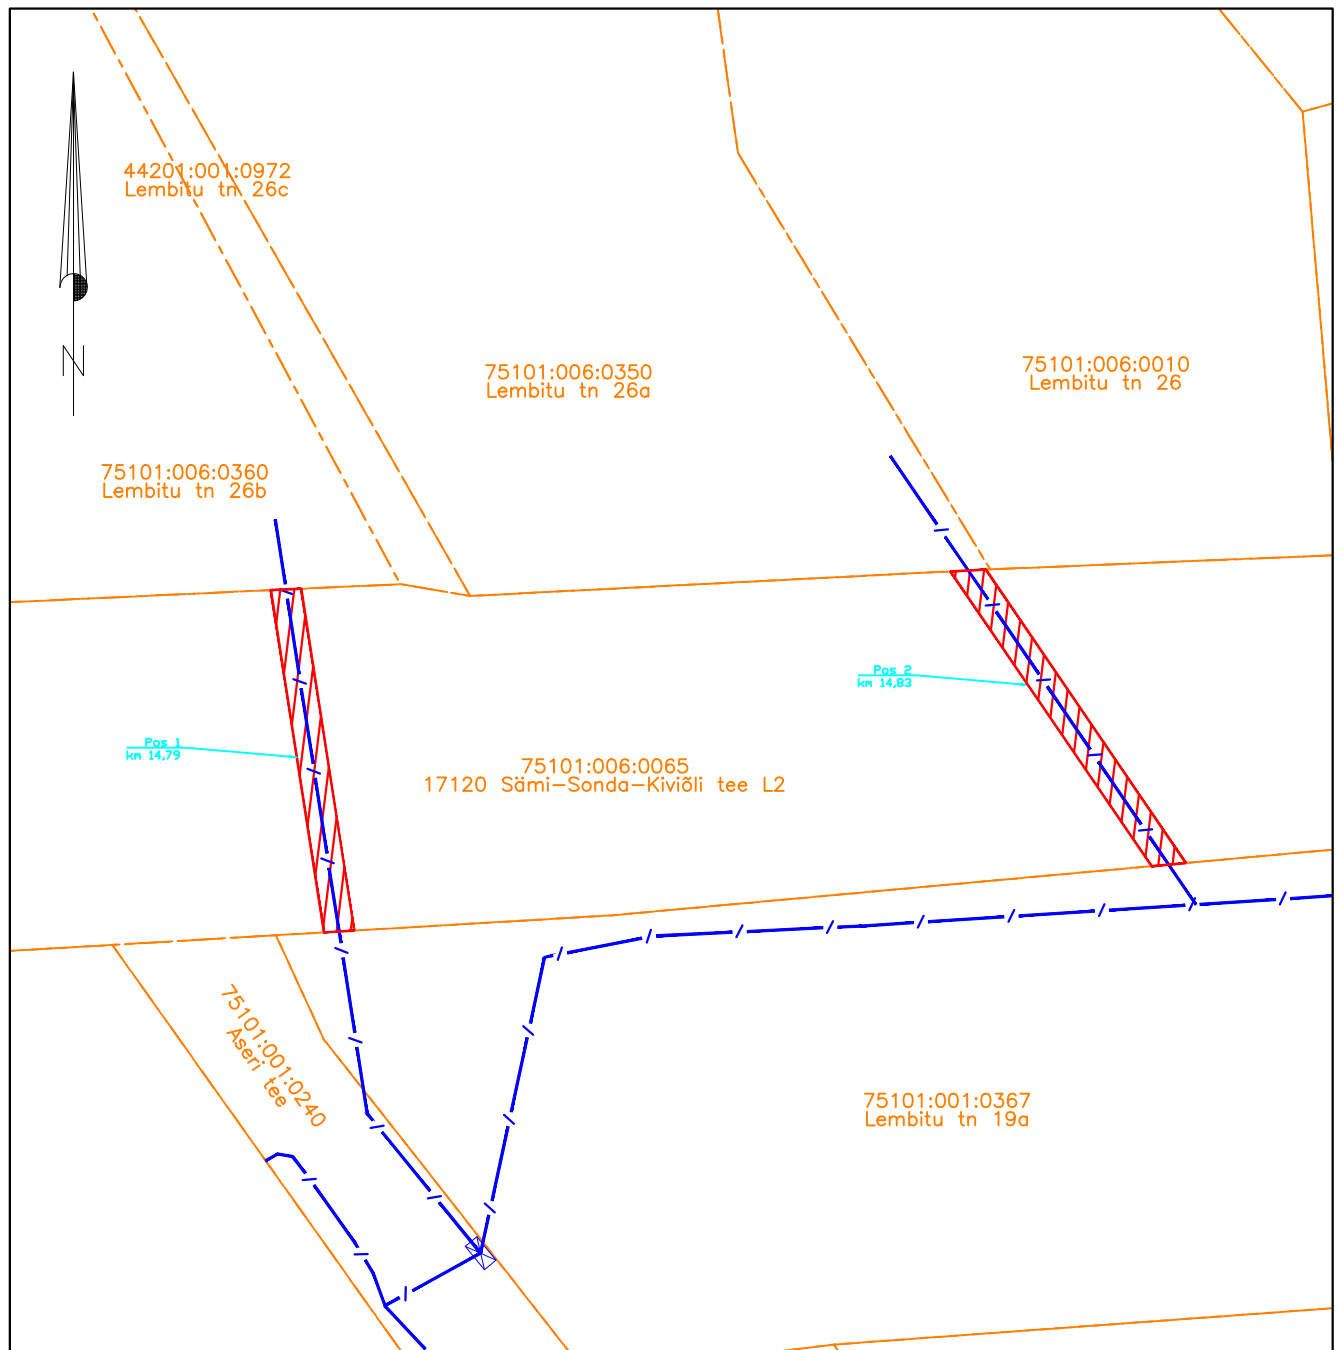 44201:001:0972
Lembitu tn 26c
N
75101:006:0350
Lembitu tn 26a
75101:006:0010
Lembitu tn 26
75101:006:0360
Lembitu tn 26b
Pos 2
km 14,83
Pos 1
km 14,79
75101:006:0065
17120 Sämi-Sonda-Kiviõli tee L2
75101:001:0240
Aseri tee
75101:001:0367
Lembitu tn 19a